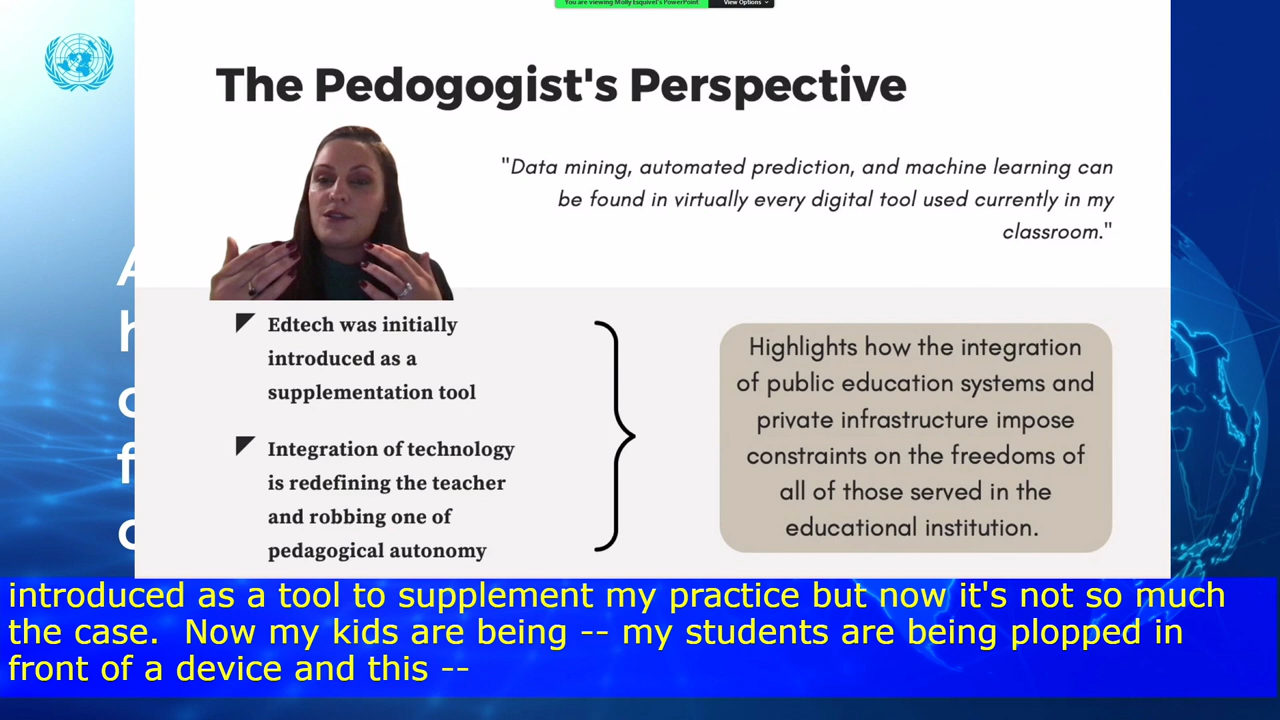 You are viewing Molly Esquivel's PowerPoint
View Options
The Pedogogist's Perspective
"Data mining, automated prediction, and machine learning can
be found in virtually every digital tool used currently in my
classroom."
Edtech was initially
introduced as a
supplementation tool
Integration of technology
is redefining the teacher
and robbing one of
pedagogical autonomy
Highlights how the integration
of public education systems and
private infrastructure impose
constraints on the freedoms of
all of those served in the
educational institution.
introduced as a tool to supplement my practice but now it's not so much
the case.  Now my kids are being -- my students are being plopped in
front of a device and this --